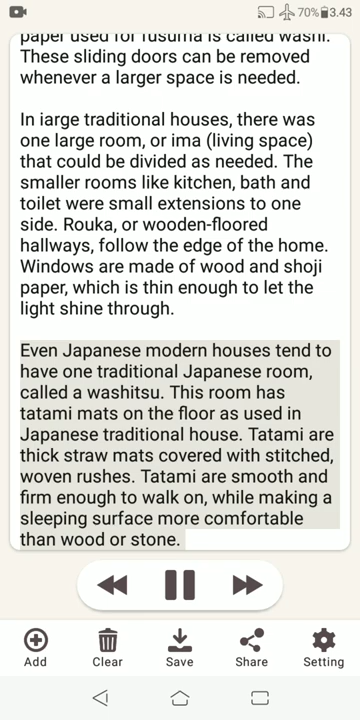 70% 3.43
paper used for fusuma is called washi.
These sliding doors can be removed
whenever a larger space is needed.
In iarge traditional houses, there was
one large room, or ima (living space)
that could be divided as needed. The
smaller rooms like kitchen, bath and
toilet were small extensions to one
side. Rouka, or wooden-floored
hallways, follow the edge of the home.
Windows are made of wood and shoji
paper, which is thin enough to let the
light shine through.
Even Japanese modern houses tend to
have one traditional Japanese room,
called a washitsu. This room has
tatami mats on the floor as used in
Japanese traditional house. Tatami are
thick straw mats covered with stitched,
woven rushes. Tatami are smooth and
firm enough to walk on, while making a
sleeping surface more comfortable
than wood or stone.
Add Clear Save Share Setting